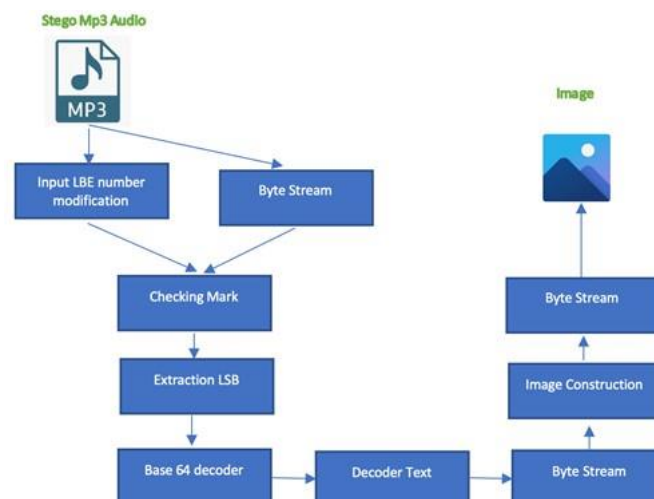 Stego Mp3 Audio
MP3
Image
Input LBE number
modification
Byte Stream
Checking Mark
Extraction LSB
Base 64 decoder
Decoder Text
Byte Stream
Image Construction
Byte Stream